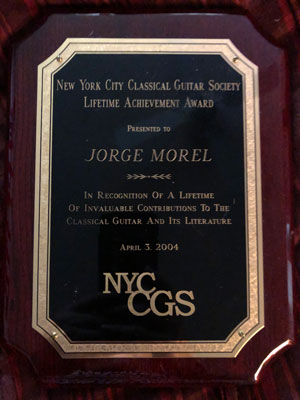 New York City Classical Guitar Society
Lifetime Achievement Award
Presented to
JORGE MOREL
In Recognition Of A Lifetime
Of Invaluable Contributions To The
Classical Guitar And Its Literature
April 3, 2004
NYC
CGS